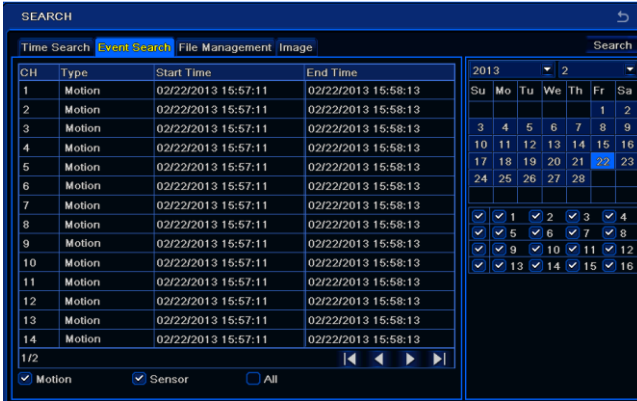 SEARCH
Time Search Event Search File Management Image Search
CH Type Start Time End Time
1 Motion 02/22/2013 15:57:11 02/22/2013 15:58:13
2 Motion 02/22/2013 15:57:11 02/22/2013 15:58:13
3 Motion 02/22/2013 15:57:11 02/22/2013 15:58:13
4 Motion 02/22/2013 15:57:11 02/22/2013 15:58:13
5 Motion 02/22/2013 15:57:11 02/22/2013 15:58:13
6 Motion 02/22/2013 15:57:11 02/22/2013 15:58:13
7 Motion 02/22/2013 15:57:11 02/22/2013 15:58:13
8 Motion 02/22/2013 15:57:11 02/22/2013 15:58:13
9 Motion 02/22/2013 15:57:11 02/22/2013 15:58:13
10 Motion 02/22/2013 15:57:11 02/22/2013 15:58:13
11 Motion 02/22/2013 15:57:11 02/22/2013 15:58:13
12 Motion 02/22/2013 15:57:11 02/22/2013 15:58:13
13 Motion 02/22/2013 15:57:11 02/22/2013 15:58:13
14 Motion 02/22/2013 15:57:11 02/22/2013 15:58:13
1/2
Motion Sensor All
2013 2
Su Mo Tu We Th Fr Sa
1 2
3 4 5 6 7 8 9
10 11 12 13 14 15 16
17 18 19 20 21 22 23
24 25 26 27 28
1 2 3 4
5 6 7 8
9 10 11 12
13 14 15 16